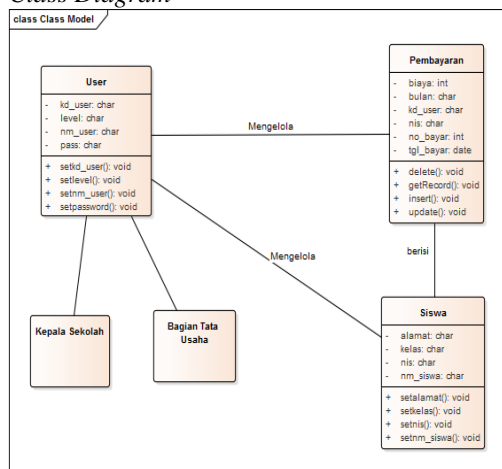 Class Diagram
class Class Model
User
- kd_user: char
- level: char
- nm_user: char
- pass: char
+ setkd_user(): void
+ setlevel(): void
+ setnm_user(): void
+ setpassword(): void
Mengelola
Pembayaran
- biaya: int
- bulan: char
- kd_user: char
- nis: char
- no_bayar: int
- tgl_bayar: date
+ delete(): void
+ getRecord(): void
+ insert(): void
+ update(): void
berisi
Mengelola
Kepala Sekolah
Bagian Tata
Usaha
Siswa
- alamat: char
- kelas: char
- nis: char
- nm_siswa: char
+ setalamat(): void
+ setkelas(): void
+ setnis(): void
+ setnm_siswa(): void